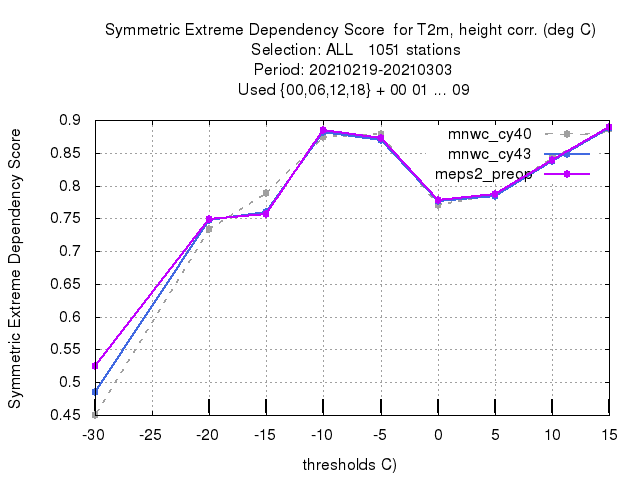 Symmetric Extreme Dependency Score  for T2m, height corr. (deg C)
Selection: ALL   1051 stations
Period: 20210219-20210303
Used {00,06,12,18} + 00 01 ... 09
Symmetric Extreme Dependency Score
0.9
0.85
0.8
0.75
0.7
0.65
0.6
0.55
0.5
0.45
mnwc_cy40
mnwc_cy43
meps2_preop
-30 -25 -20 -15 -10 -5 0 5 10 15
thresholds C)